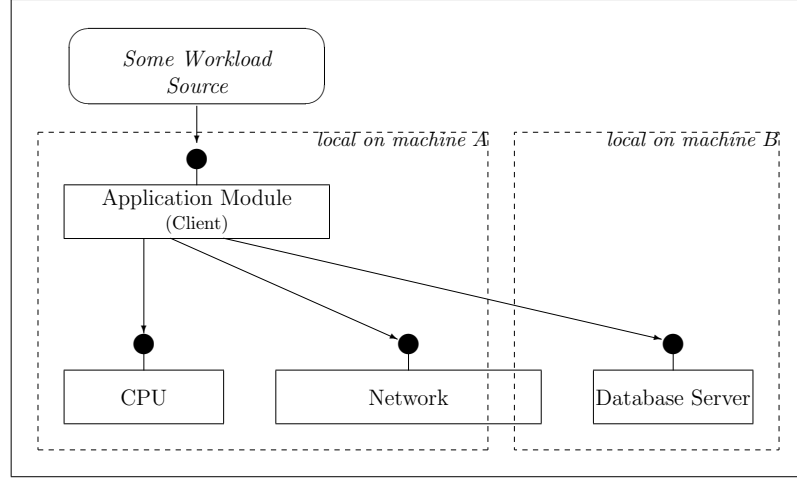 Some Workload
Source
local on machine A
local on machine B
Application Module
(Client)
CPU
Network
Database Server